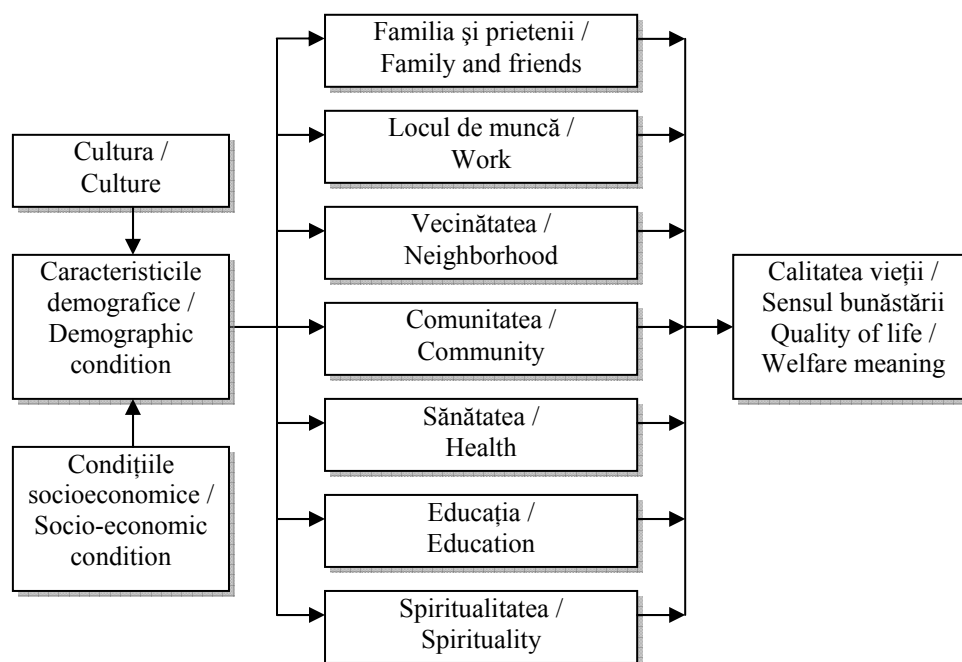 Cultura /
Culture
Caracteristicile
demografice /
Demographic
condition
Condițiile
socioeconomice /
Socio-economic
condition
Familia şi prietenii /
Family and friends
Locul de muncă /
Work
Vecinătatea /
Neighborhood
Comunitatea /
Community
Sănătatea /
Health
Educația /
Education
Spiritualitatea /
Spirituality
Calitatea vieții /
Sensul bunăstării
Quality of life /
Welfare meaning